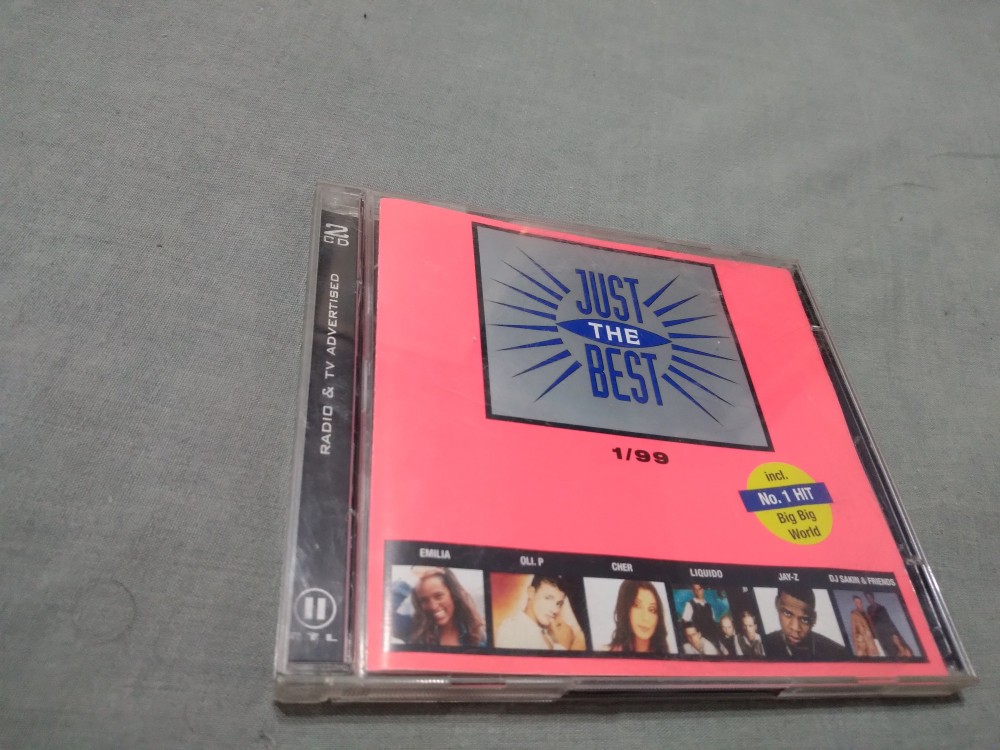 RADIO & TV ADVERTISED
JUST
THE
BEST
1/99
incl.
No. 1 HIT
Big Big
World
EMILIA
OLI. P
CHER
LIQUIDO
JAY-Z
DJ SAKIN & FRIENDS
II
RTL